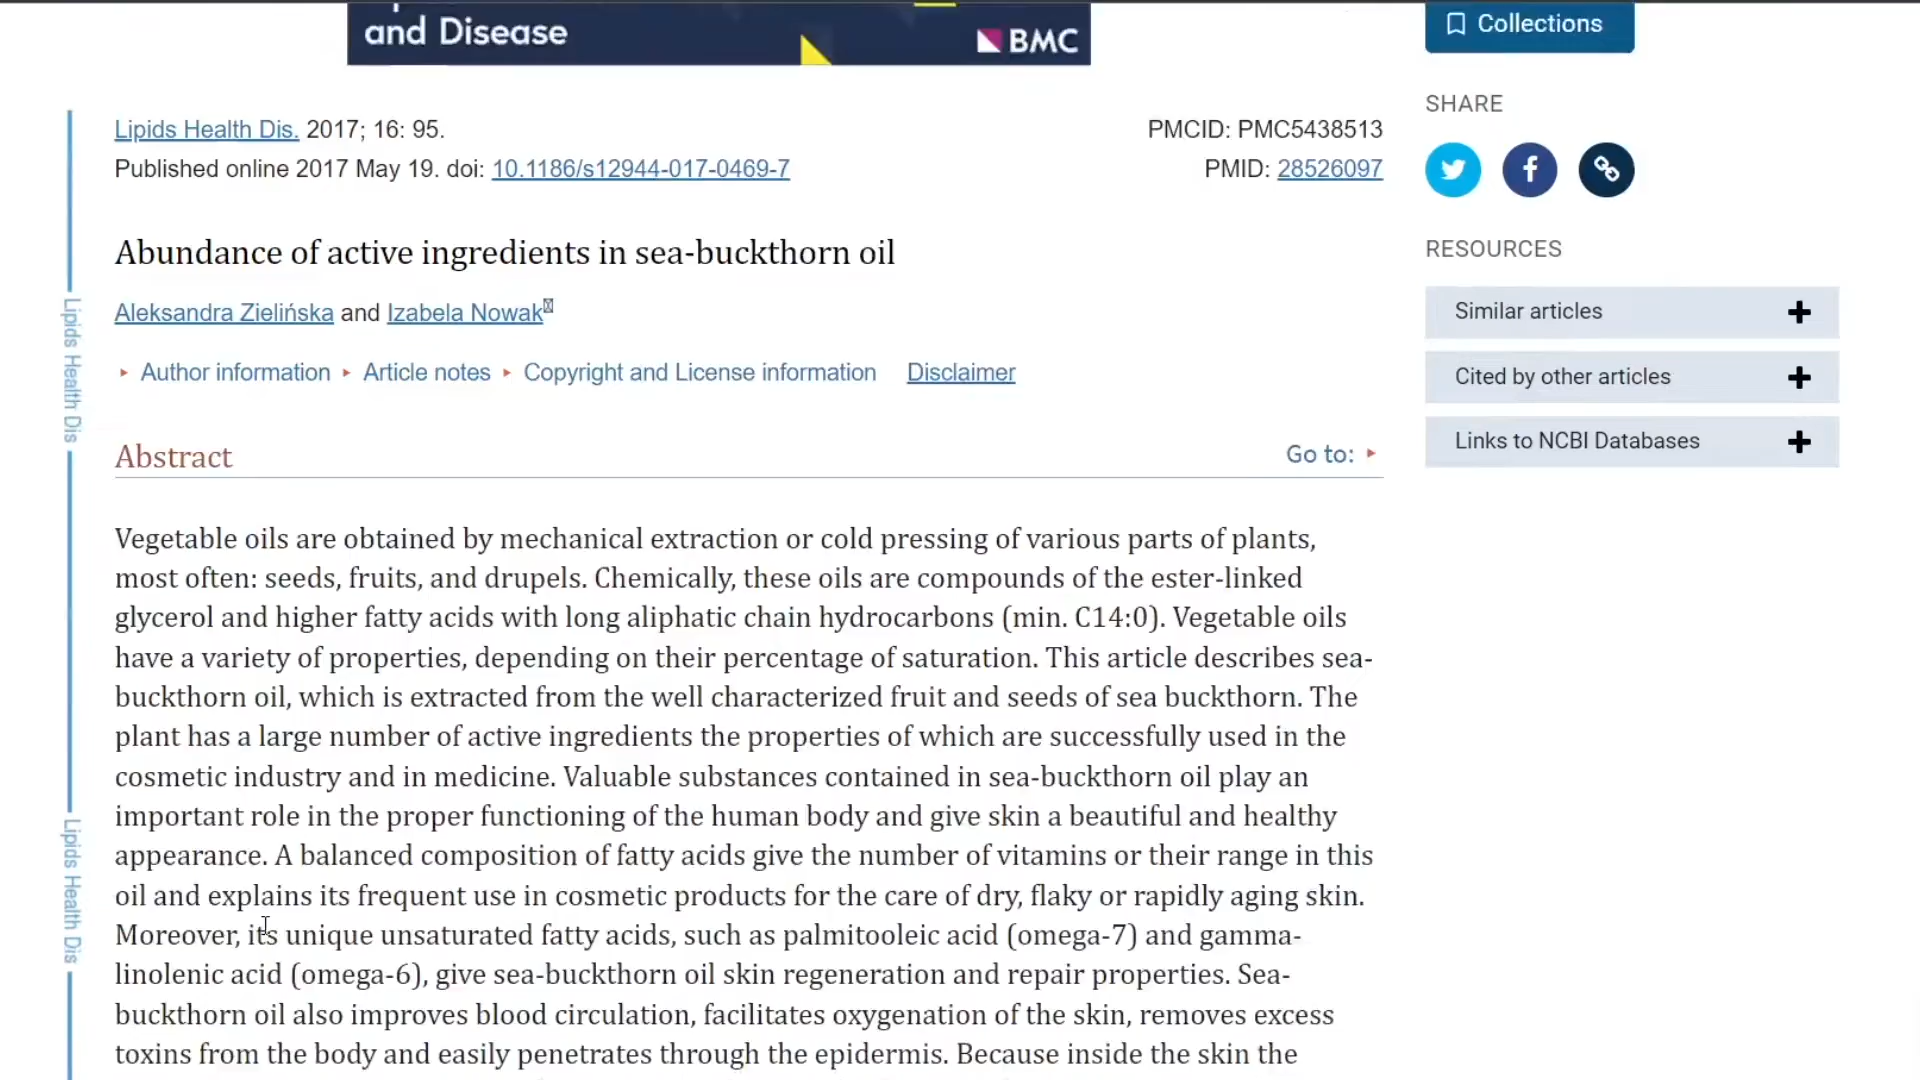 and Disease
BMC
Collections
Lipids Health Dis. 2017; 16: 95.
PMCID: PMC5438513
Published online 2017 May 19. doi: 10.1186/s12944-017-0469-7
PMID: 28526097
SHARE
Abundance of active ingredients in sea-buckthorn oil
RESOURCES
Aleksandra Zielińska and Izabela Nowak
Similar articles
Author information Article notes Copyright and License information Disclaimer
Cited by other articles
Links to NCBI Databases
Abstract
Go to:
Vegetable oils are obtained by mechanical extraction or cold pressing of various parts of plants,
most often: seeds, fruits, and drupels. Chemically, these oils are compounds of the ester-linked
glycerol and higher fatty acids with long aliphatic chain hydrocarbons (min. C14:0). Vegetable oils
have a variety of properties, depending on their percentage of saturation. This article describes sea-
buckthorn oil, which is extracted from the well characterized fruit and seeds of sea buckthorn. The
plant has a large number of active ingredients the properties of which are successfully used in the
cosmetic industry and in medicine. Valuable substances contained in sea-buckthorn oil play an
important role in the proper functioning of the human body and give skin a beautiful and healthy
appearance. A balanced composition of fatty acids give the number of vitamins or their range in this
oil and explains its frequent use in cosmetic products for the care of dry, flaky or rapidly aging skin.
Moreover, its unique unsaturated fatty acids, such as palmitooleic acid (omega-7) and gamma-
linolenic acid (omega-6), give sea-buckthorn oil skin regeneration and repair properties. Sea-
buckthorn oil also improves blood circulation, facilitates oxygenation of the skin, removes excess
toxins from the body and easily penetrates through the epidermis. Because inside the skin the
Lipids Health Dis
Lipids Health Dis